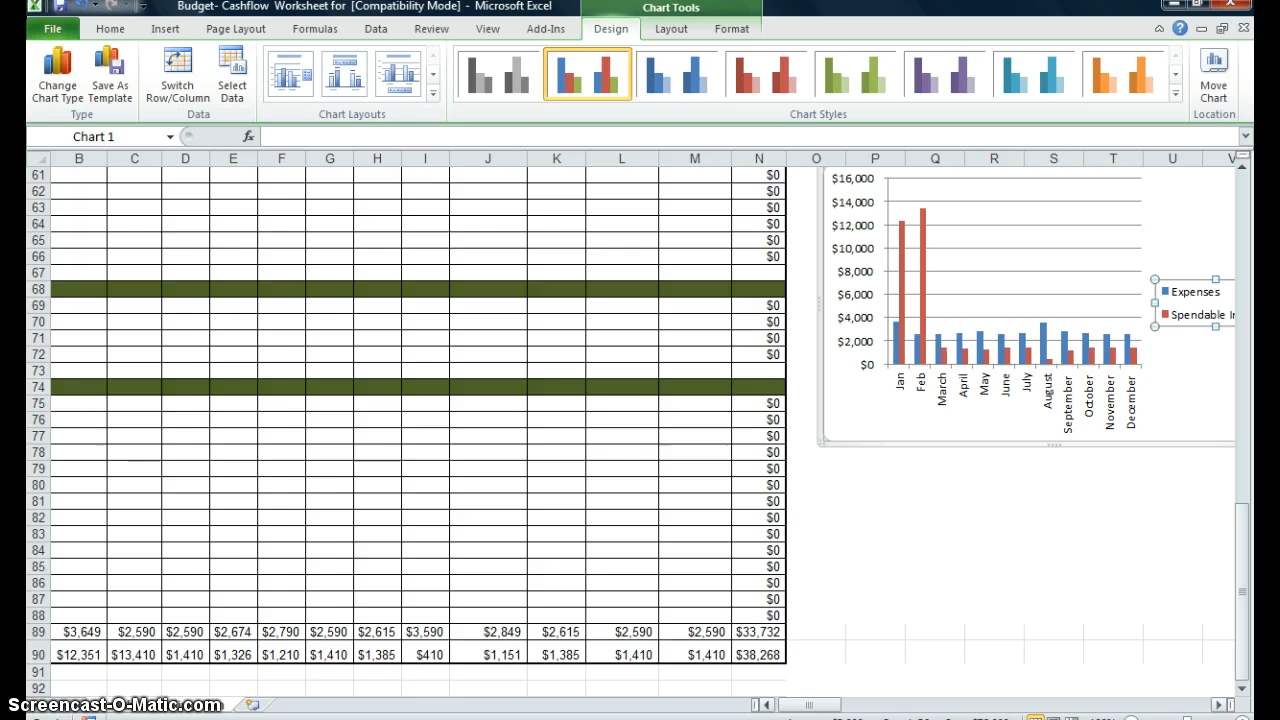 Budget- Cashflow Worksheet for [Compatibility Mode] - Microsoft Excel
Chart Tools
File Home Insert Page Layout Formulas Data Review View Add-Ins Design Layout Format
Change Chart Type
Save As Template
Switch Row/Column
Select Data
Move Chart
Type Data Chart Layouts Chart Styles Location
Chart 1 fx
B C D E F G H I J K L M N O P Q R S T U V
61 $0
62 $0
63 $0
64 $0
65 $0
66 $0
67
68
69 $0
70 $0
71 $0
72 $0
73
74
75 $0
76 $0
77 $0
78 $0
79 $0
80 $0
81 $0
82 $0
83 $0
84 $0
85 $0
86 $0
87 $0
88 $0
89 $3,649 $2,590 $2,590 $2,674 $2,790 $2,590 $2,615 $3,590 $2,849 $2,615 $2,590 $2,590 $33,732
90 $12,351 $13,410 $1,410 $1,326 $1,210 $1,410 $1,385 $410 $1,151 $1,385 $1,410 $1,410 $38,268
91
92
$16,000
$14,000
$12,000
$10,000
$8,000
$6,000
$4,000
$2,000
$0
Jan Feb March April May June July August September October November December
Expenses
Spendable
Screencast-O-Matic.com